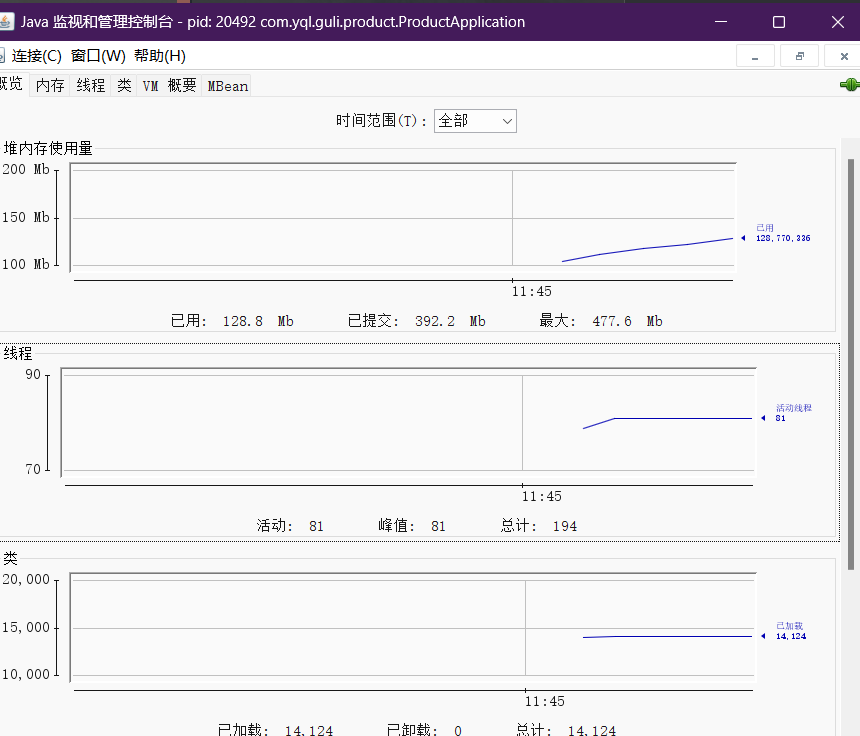 Java 监视和管理控制台 - pid: 20492 com.yql.guli.product.ProductApplication
连接(C) 窗口(W) 帮助(H)
概览 内存 线程 类 VM 概要 MBean
时间范围(T): 全部
堆内存使用量
200 Mb
150 Mb
100 Mb
已用
128,770,336
11:45
已用: 128.8 Mb 已提交: 392.2 Mb 最大: 477.6 Mb
线程
90
70
活动线程
81
11:45
活动: 81 峰值: 81 总计: 194
类
20,000
15,000
10,000
已加载
14,124
11:45
已加载: 14,124 已卸载: 0 总计: 14,124